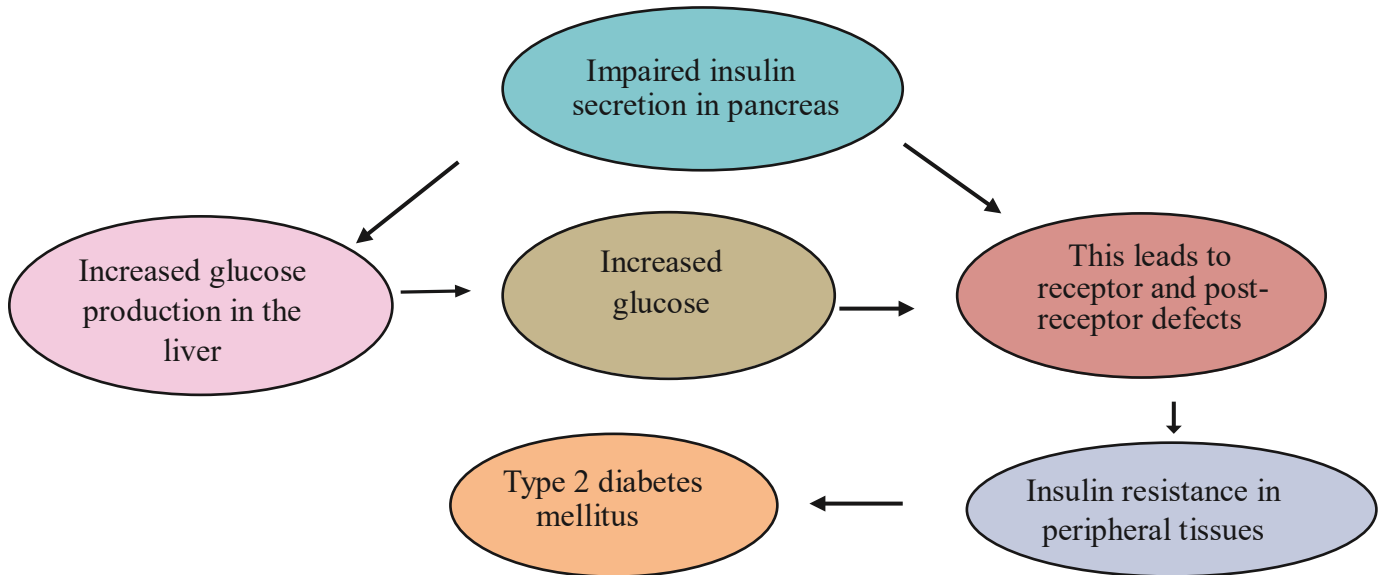 Impaired insulin
secretion in pancreas
Increased glucose
production in the
liver
Increased
glucose
This leads to
receptor and post-
receptor defects
Type 2 diabetes
mellitus
Insulin resistance in
peripheral tissues